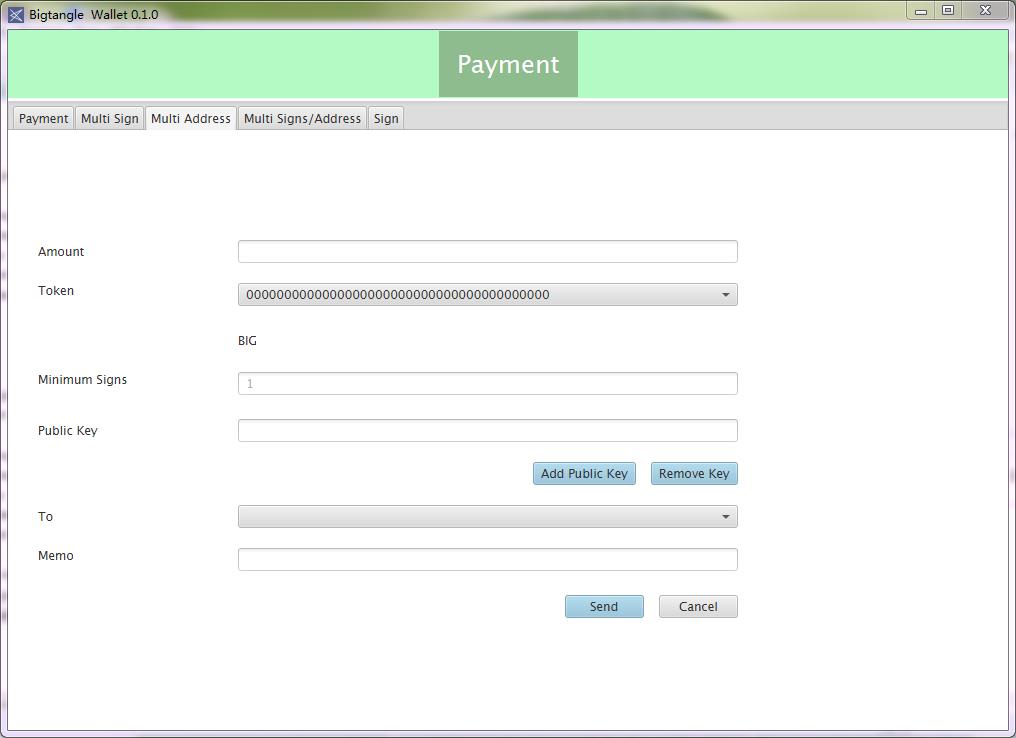 Bigtangle Wallet 0.1.0
Payment
Payment
Multi Sign
Multi Address
Multi Signs/Address
Sign
Amount
Token
0000000000000000000000000000000000000000
BIG
Minimum Signs
1
Public Key
Add Public Key
Remove Key
To
Memo
Send
Cancel